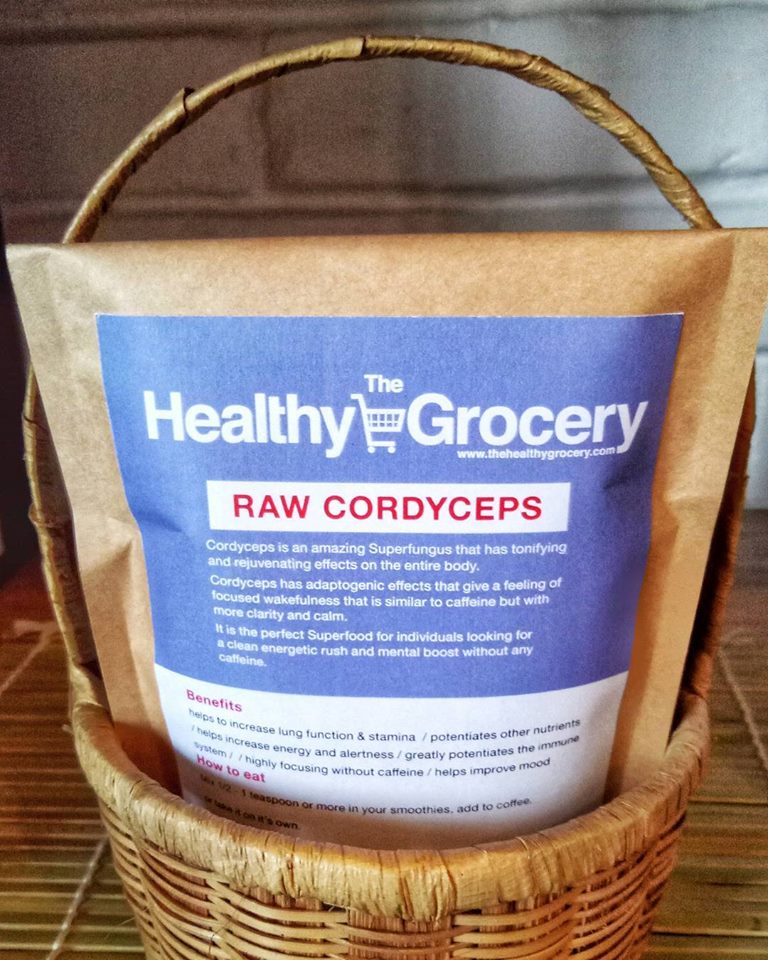 The
Healthy Grocery
www.thehealthygrocery.com
RAW CORDYCEPS
Cordyceps is an amazing Superfungus that has tonifying
and rejuvenating effects on the entire body.
Cordyceps has adaptogenic effects that give a feeling of
focused wakefulness that is similar to caffeine but with
more clarity and calm.
It is the perfect Superfood for individuals looking for
a clean energetic rush and mental boost without any
caffeine.
Benefits
helps to increase lung function & stamina / potentiates other nutrients
/ helps increase energy and alertness / greatly potentiates the immune
system / / highly focusing without caffeine / helps improve mood
How to eat
1/2 - 1 teaspoon or more in your smoothies, add to coffee.
or take it on it's own.